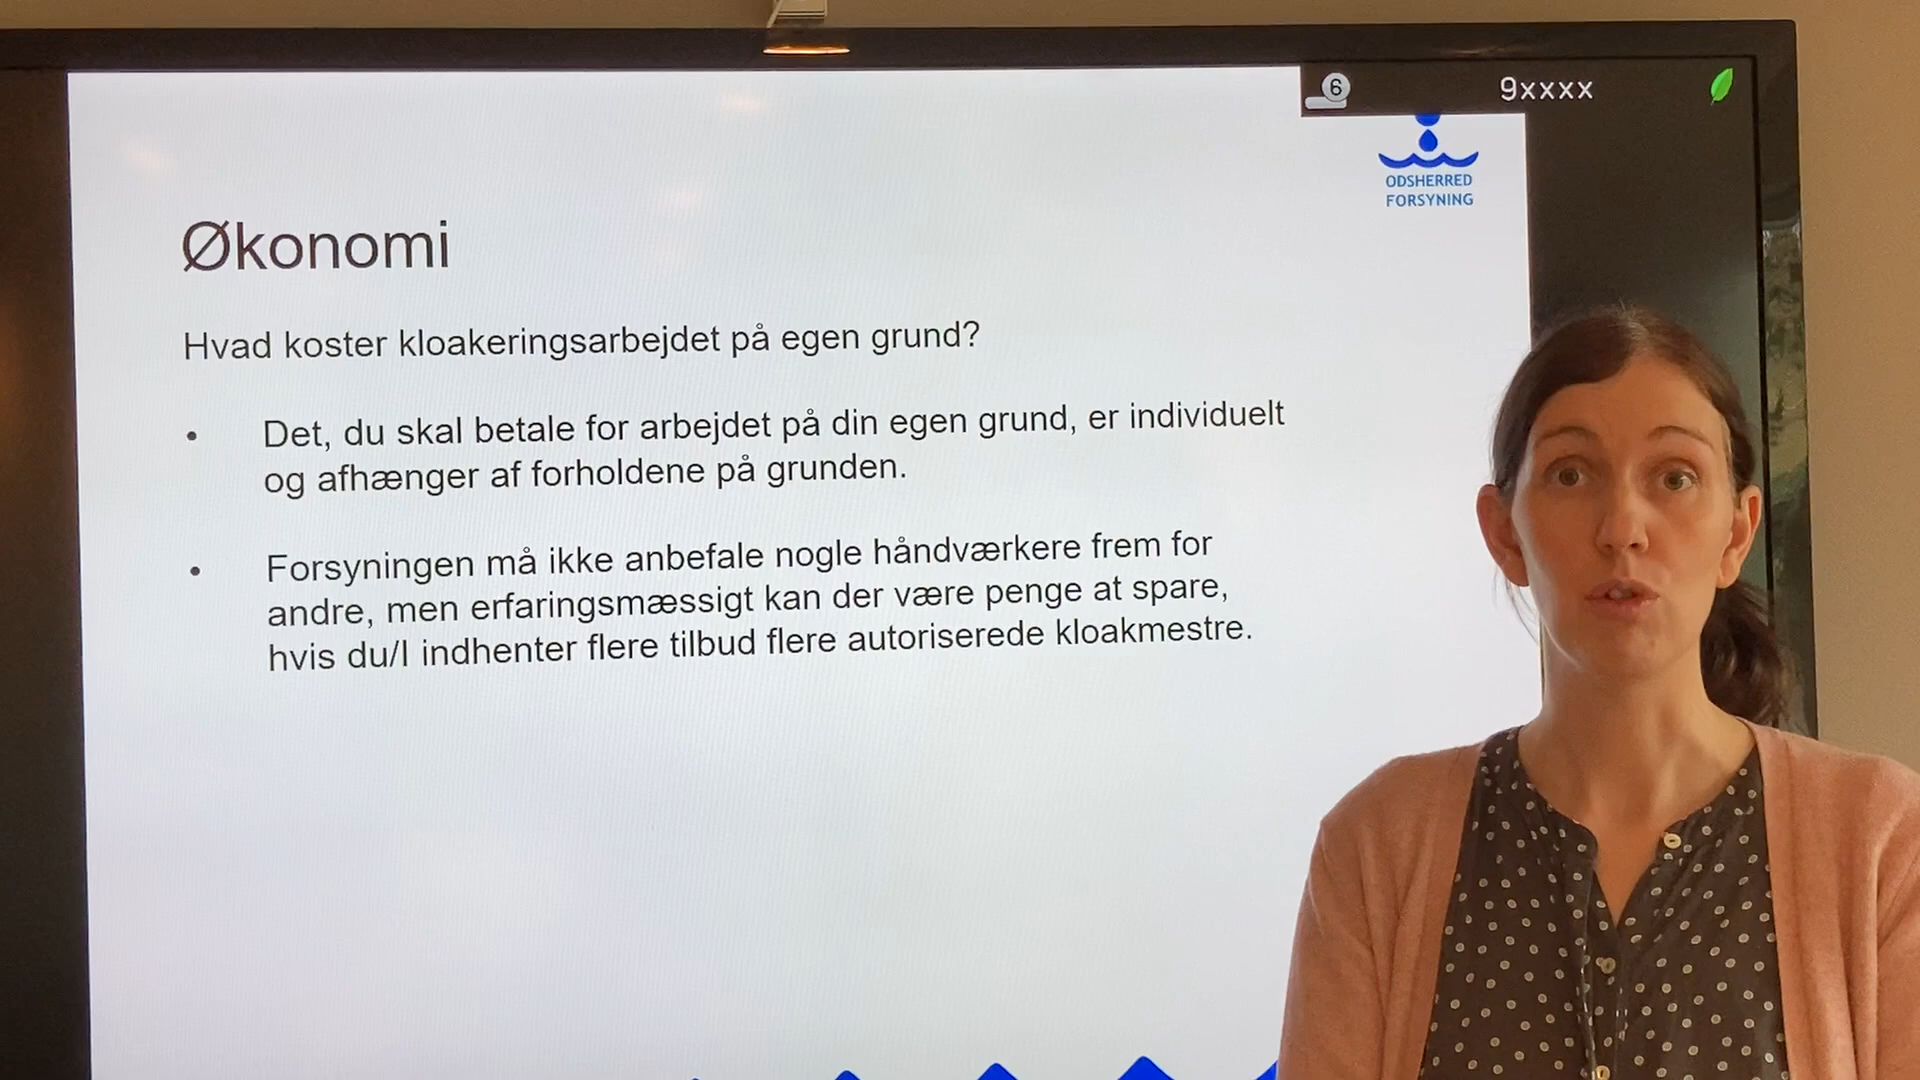 6
9xxxx
ODSHERRED
FORSYNING
Økonomi
Hvad koster kloakeringsarbejdet på egen grund?
• Det, du skal betale for arbejdet på din egen grund, er individuelt
og afhænger af forholdene på grunden.
• Forsyningen må ikke anbefale nogle håndværkere frem for
andre, men erfaringsmæssigt kan der være penge at spare,
hvis du/I indhenter flere tilbud flere autoriserede kloakmestre.